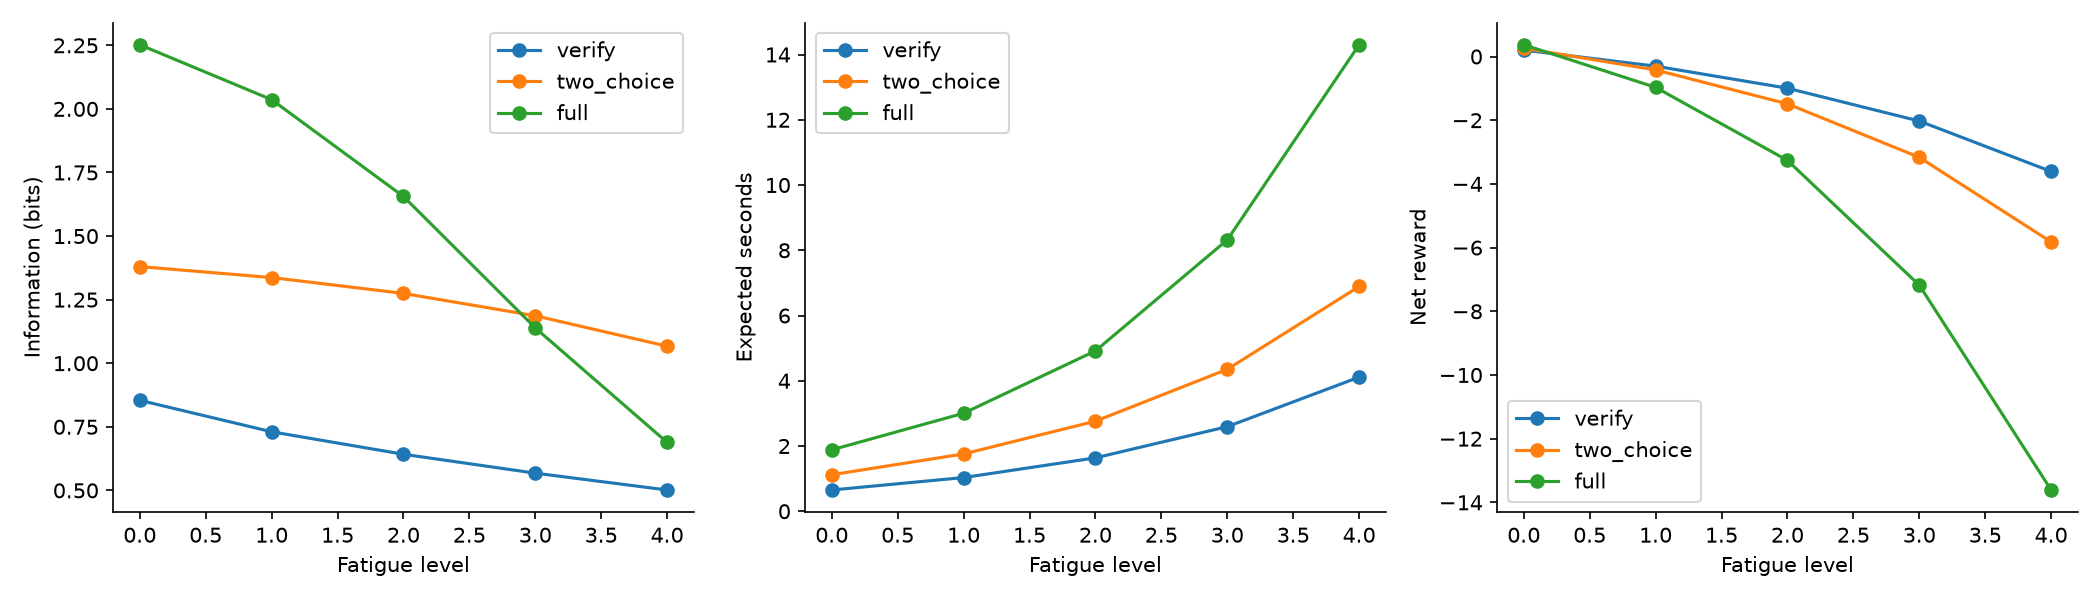 Information (bits)
2.25
2.00
1.75
1.50
1.25
1.00
0.75
0.50
verify
two_choice
full
0.0 0.5 1.0 1.5 2.0 2.5 3.0 3.5 4.0
Fatigue level
Expected seconds
14
12
10
8
6
4
2
0
verify
two_choice
full
0.0 0.5 1.0 1.5 2.0 2.5 3.0 3.5 4.0
Fatigue level
Net reward
0
−2
−4
−6
−8
−10
−12
−14
verify
two_choice
full
0.0 0.5 1.0 1.5 2.0 2.5 3.0 3.5 4.0
Fatigue level